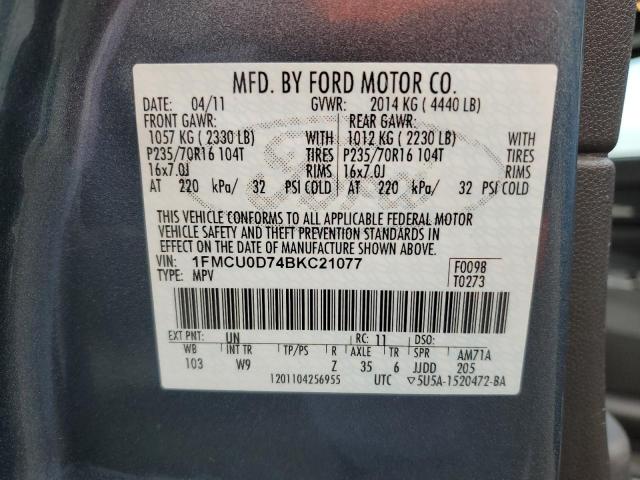 MFD. BY FORD MOTOR CO.
DATE: 04/11 GVWR: 2014 KG ( 4440 LB)
FRONT GAWR: REAR GAWR:
1057 KG ( 2330 LB) WITH 1012 KG ( 2230 LB) WITH
P235/70R16 104T TIRES P235/70R16 104T TIRES
16x7.0J RIMS 16x7.0J RIMS
AT 220 kPa/ 32 PSI COLD AT 220 kPa/ 32 PSI COLD
THIS VEHICLE CONFORMS TO ALL APPLICABLE FEDERAL MOTOR
VEHICLE SAFETY AND THEFT PREVENTION STANDARDS IN
EFFECT ON THE DATE OF MANUFACTURE SHOWN ABOVE.
VIN: 1FMCU0D74BKC21077 F0098
TYPE: MPV T0273
EXT PNT: UN RC: 11 DSO:
WB INT TR TP/PS R AXLE TR SPR AM71A
103 W9 Z 35 6 JJDD 205
1201104256955 UTC ▽5U5A-1520472-BA